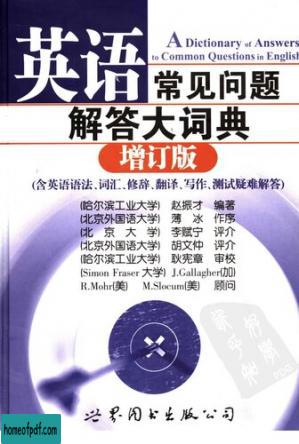 A Dictionary of Answers
to Common Questions in English
英语
常见问题
解答大词典
增订版
(含英语语法、词汇、修辞、翻译、写作、测试疑难解答)
(哈尔滨工业大学) 赵振才 编著
(北京外国语大学) 薄冰 作序
(北京大学) 李赋宁 评介
(北京外国语大学) 胡文仲 评介
(哈尔滨工业大学) 耿宪章 审校
(Simon Fraser 大学) J.Gallagher(加)
R.Mohr(美) M.Slocum(美) 顾问
世界图书出版公司
homeofpdf.com